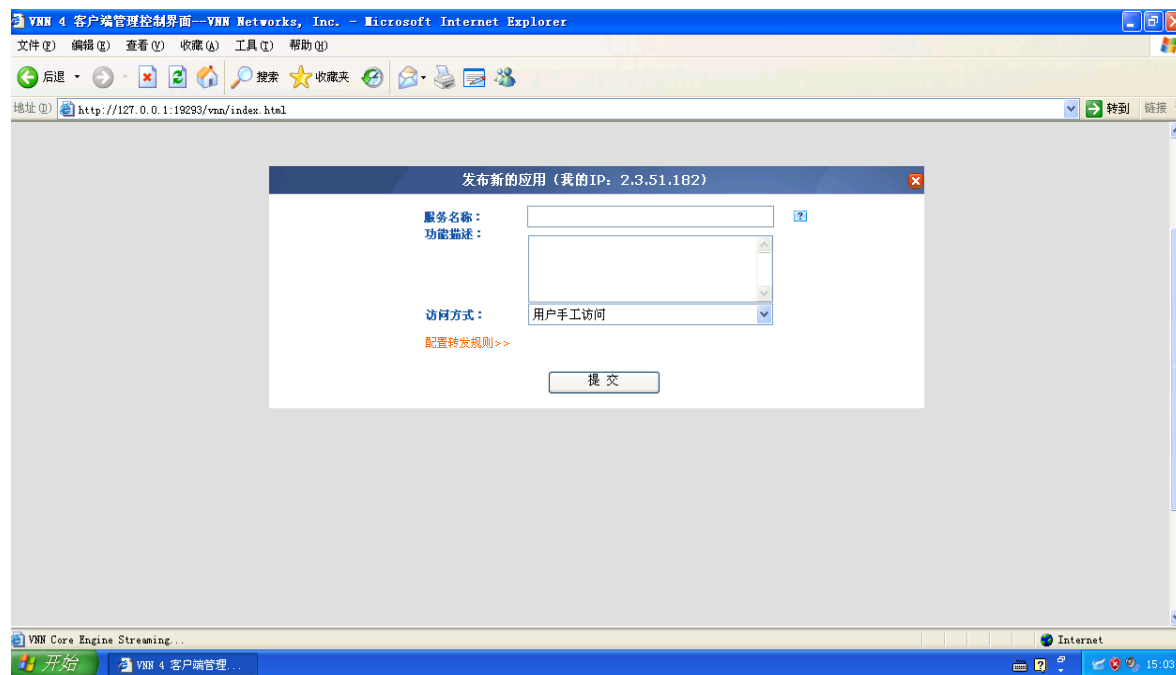 VNN 4 客户端管理控制界面--VNN Networks, Inc. - Microsoft Internet Explorer
文件(F) 编辑(E) 查看(V) 收藏(A) 工具(T) 帮助(H)
后退 搜索 收藏夹
地址(D) http://127.0.0.1:19293/vnn/index.html 转到 链接
发布新的应用（我的IP：2.3.51.182）
服务名称：
功能描述：
访问方式： 用户手工访问
配置转发规则>>
提 交
VNN Core Engine Streaming... Internet
开始 VNN 4 客户端管理... 15:03